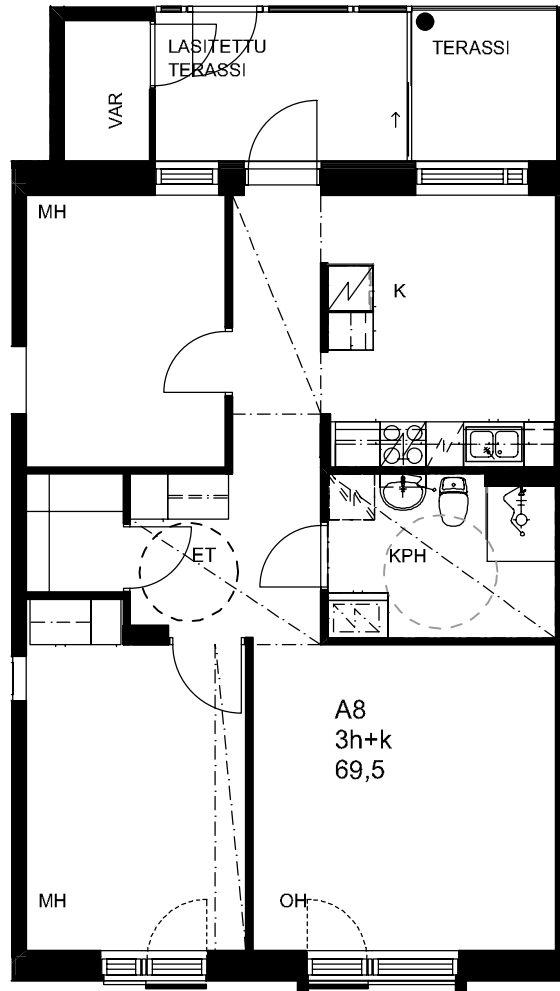 LASITETTU
TERASSI
TERASSI
VAR
MH
K
ET
KPH
A8
3h+k
69,5
MH
OH